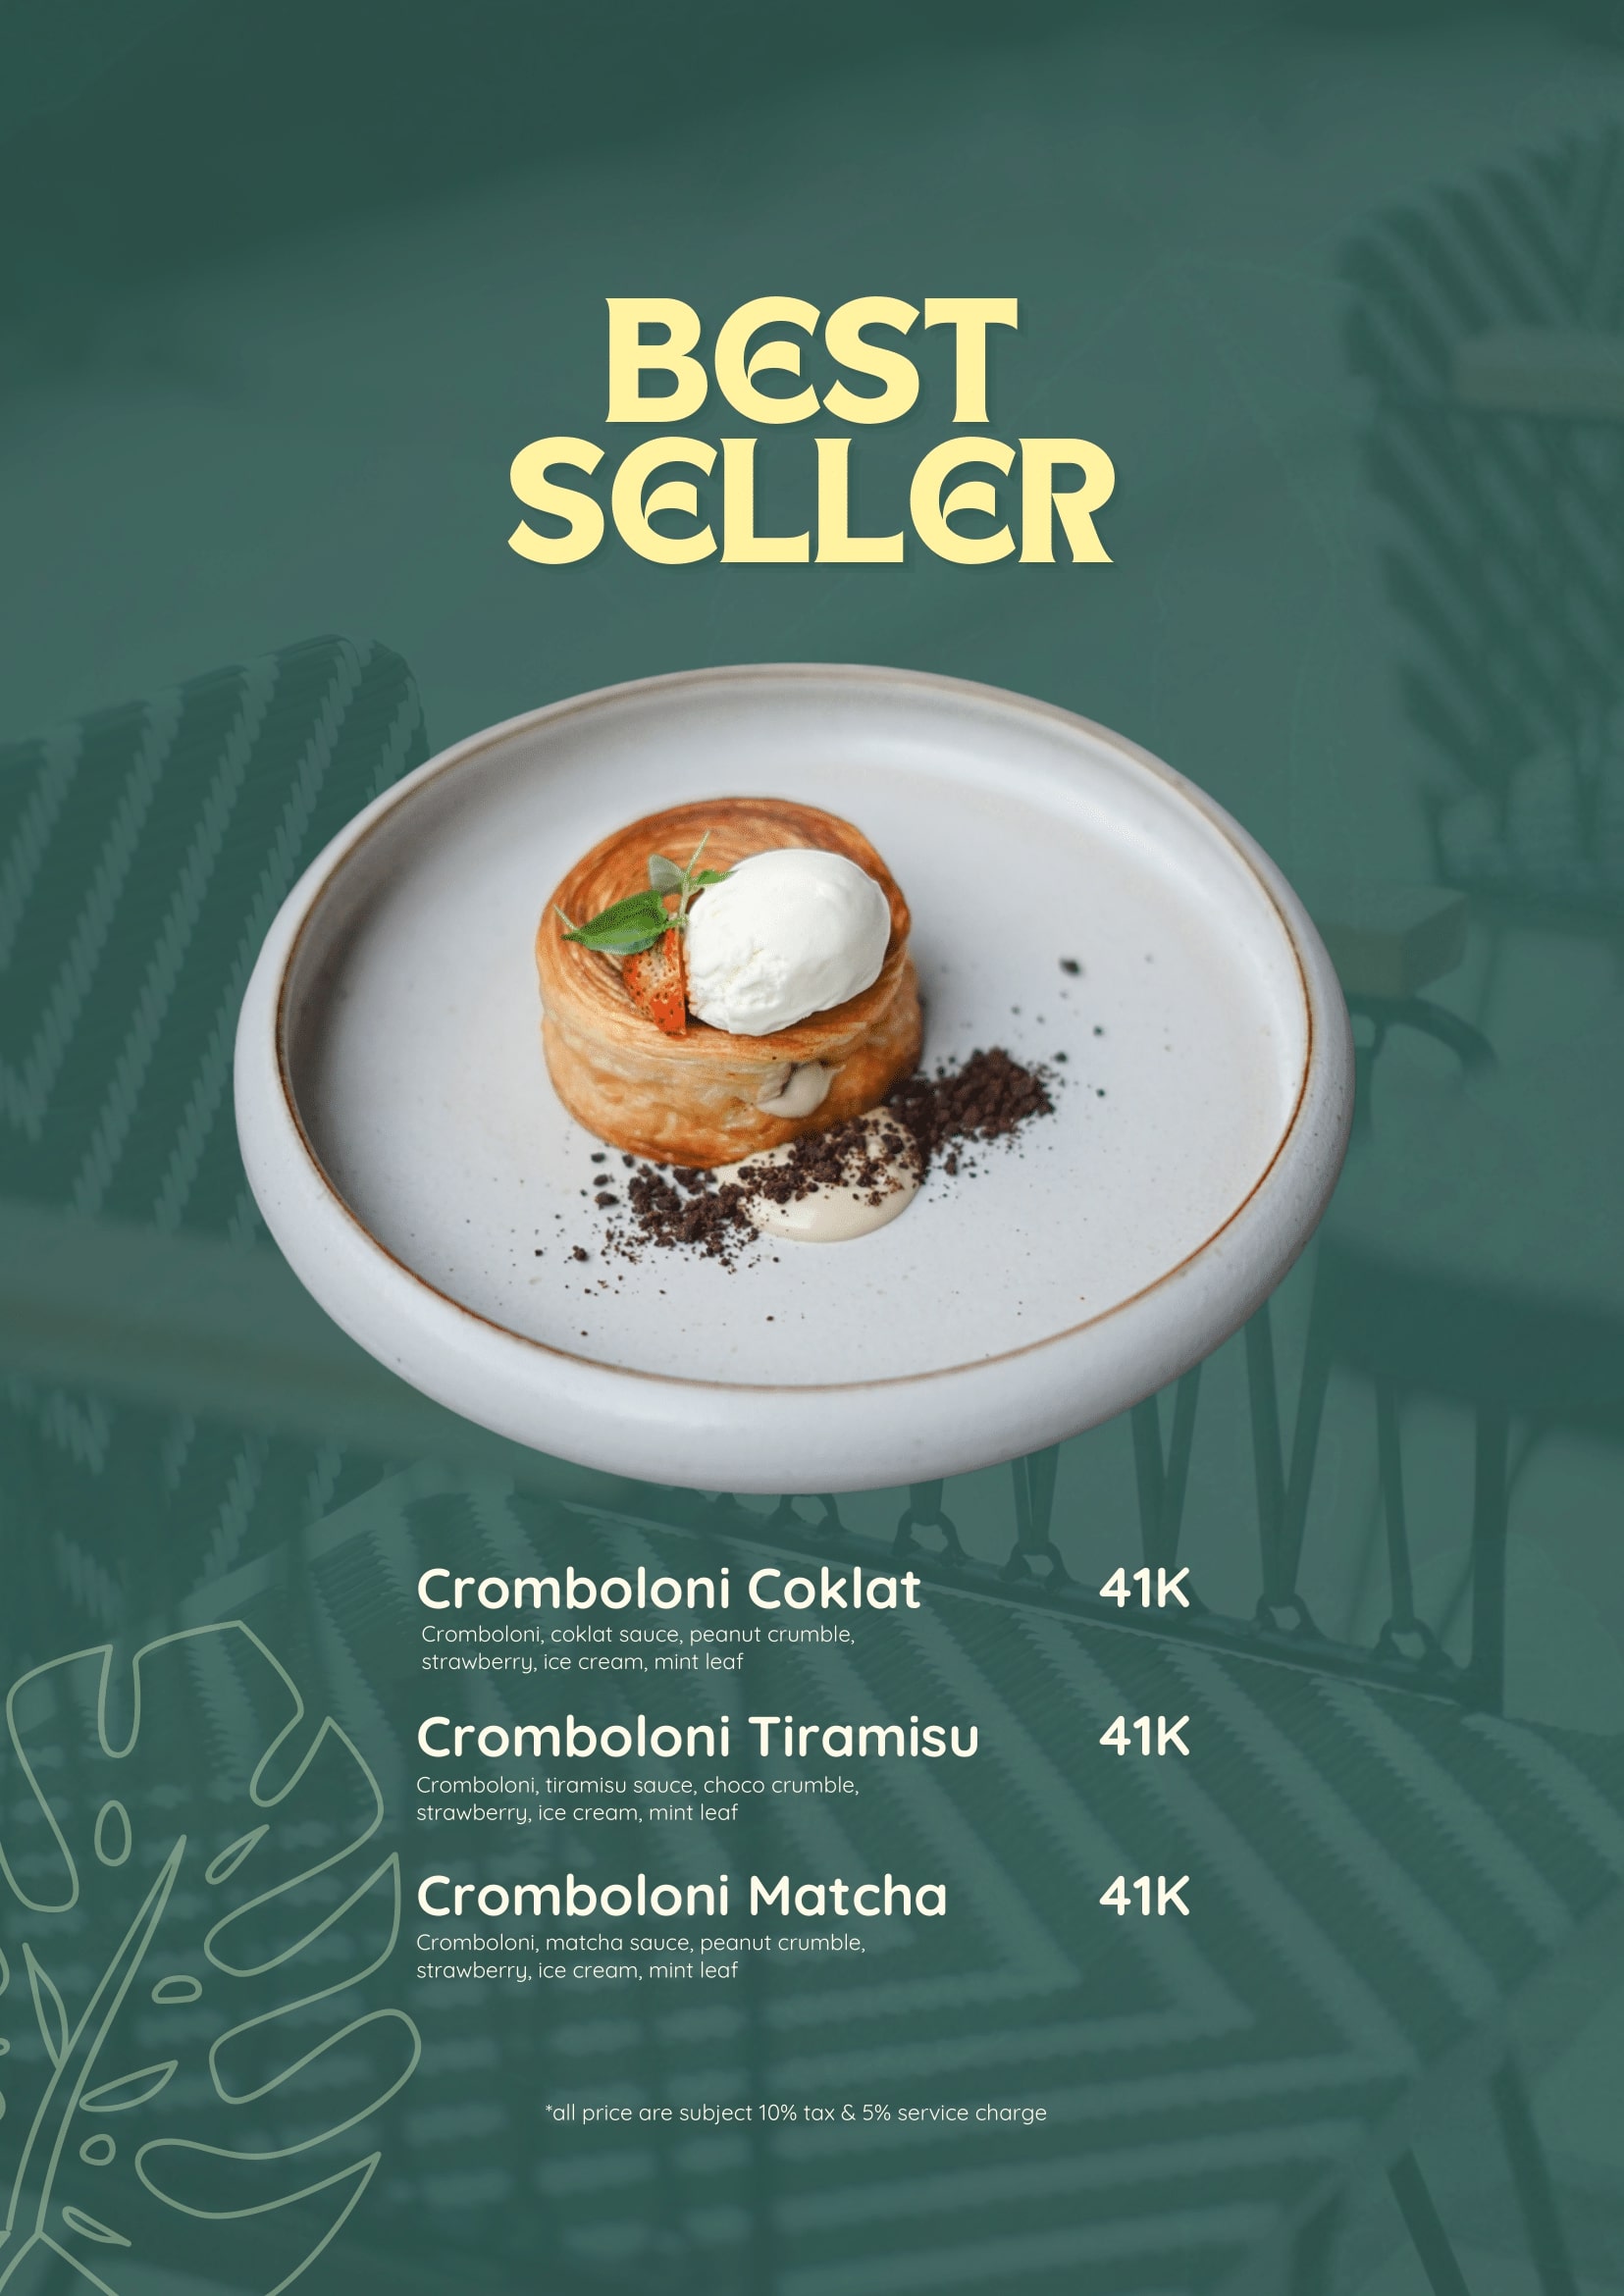 BEST
SELLER
Cromboloni Coklat 41K
Cromboloni, coklat sauce, peanut crumble,
strawberry, ice cream, mint leaf
Cromboloni Tiramisu 41K
Cromboloni, tiramisu sauce, choco crumble,
strawberry, ice cream, mint leaf
Cromboloni Matcha 41K
Cromboloni, matcha sauce, peanut crumble,
strawberry, ice cream, mint leaf
*all price are subject 10% tax & 5% service charge